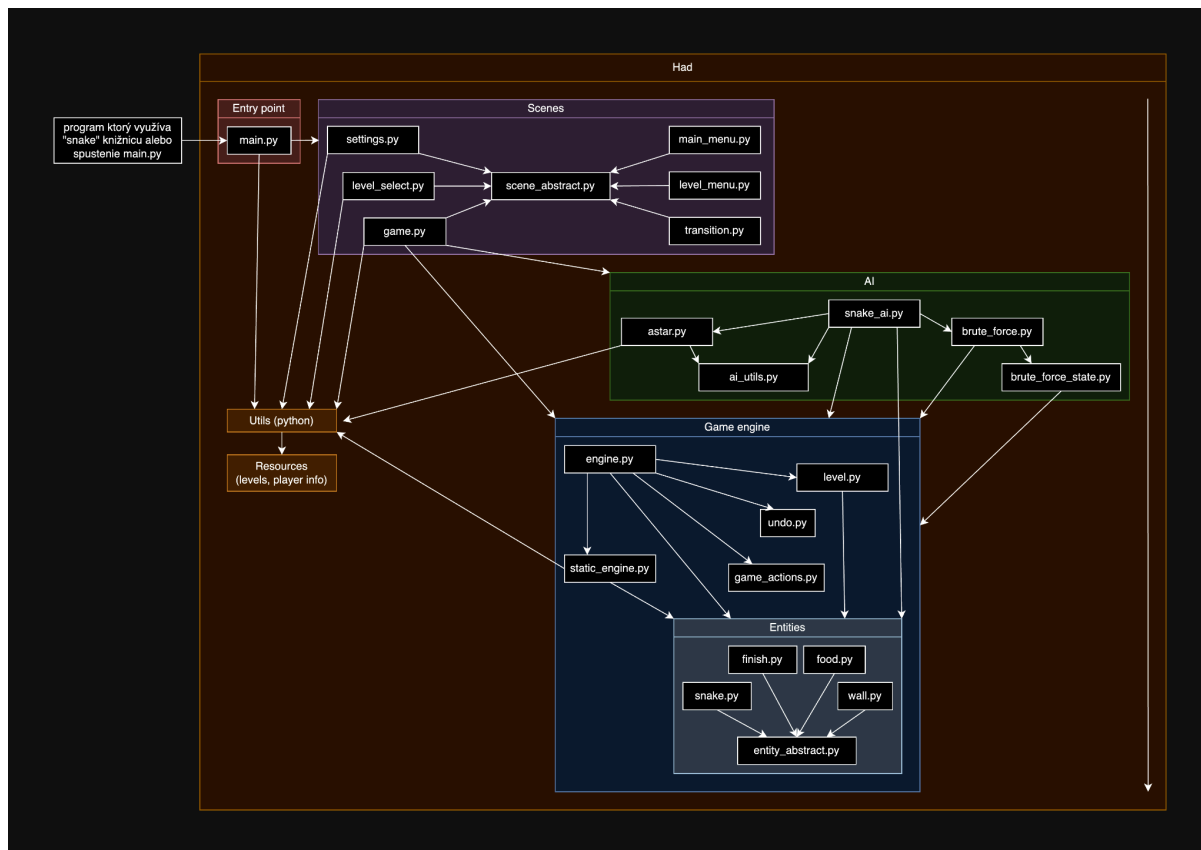 Had
Entry point
Scenes
program ktorý využíva
"snake" knižnicu alebo
spustenie main.py
main.py
settings.py
main_menu.py
level_select.py
scene_abstract.py
level_menu.py
game.py
transition.py
AI
snake_ai.py
astar.py
brute_force.py
ai_utils.py
brute_force_state.py
Utils (python)
Resources
(levels, player info)
Game engine
engine.py
level.py
undo.py
static_engine.py
game_actions.py
Entities
finish.py
food.py
snake.py
wall.py
entity_abstract.py